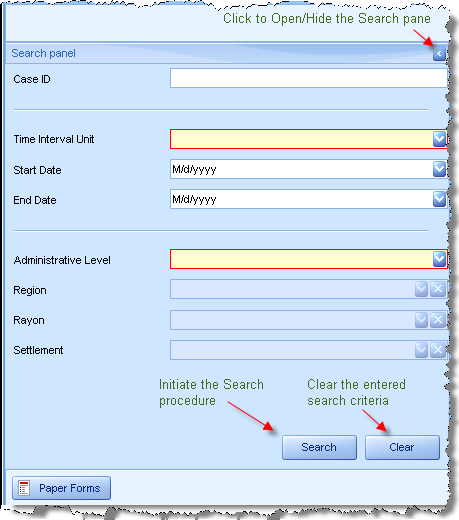 Click to Open/Hide the Search pane
Search panel
Case ID
Time Interval Unit
Start Date M/d/yyyy
End Date M/d/yyyy
Administrative Level
Region
Rayon
Settlement
Initiate the Search
procedure
Clear the entered
search criteria
Search Clear
Paper Forms